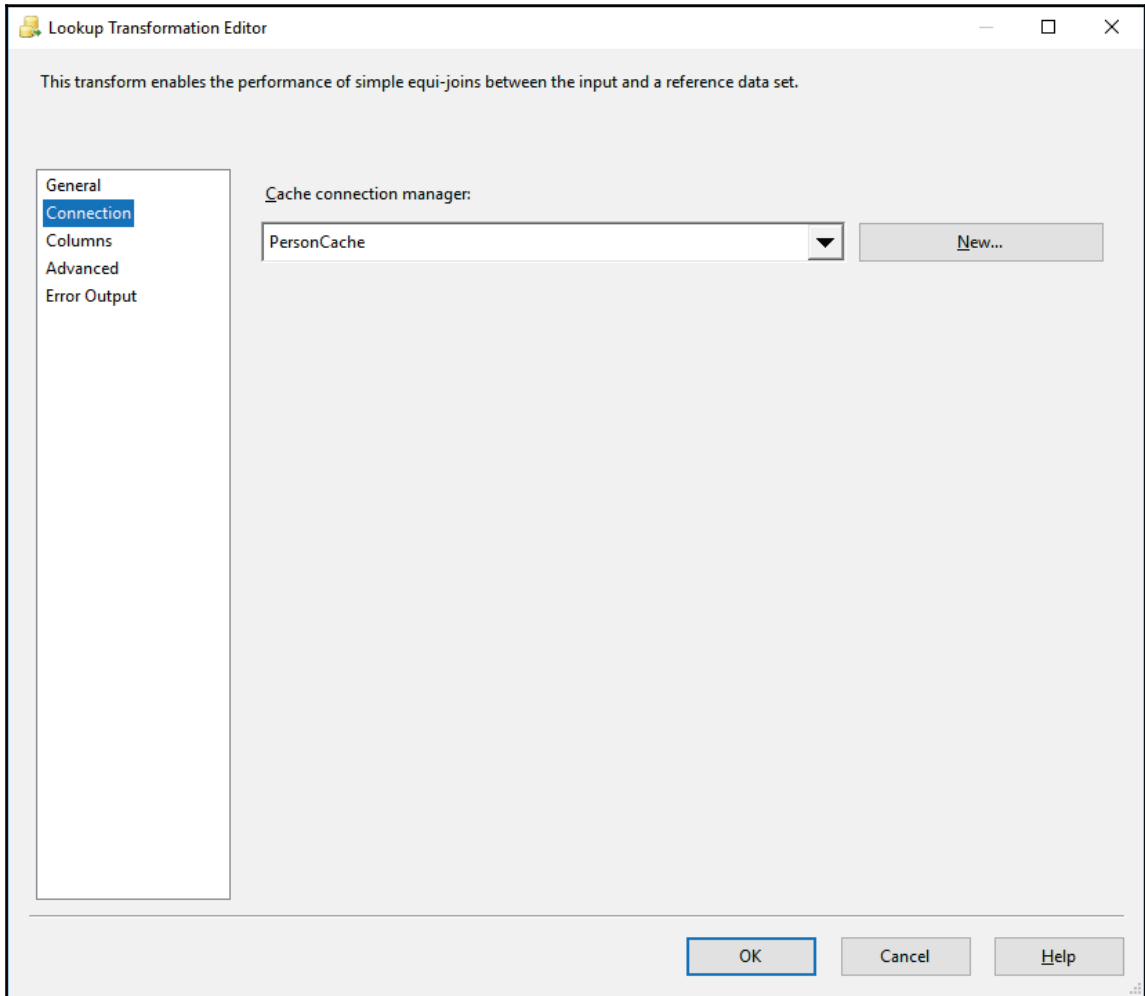 Lookup Transformation Editor
This transform enables the performance of simple equi-joins between the input and a reference data set.
General
Connection
Columns
Advanced
Error Output
Cache connection manager:
PersonCache
New...
OK
Cancel
Help